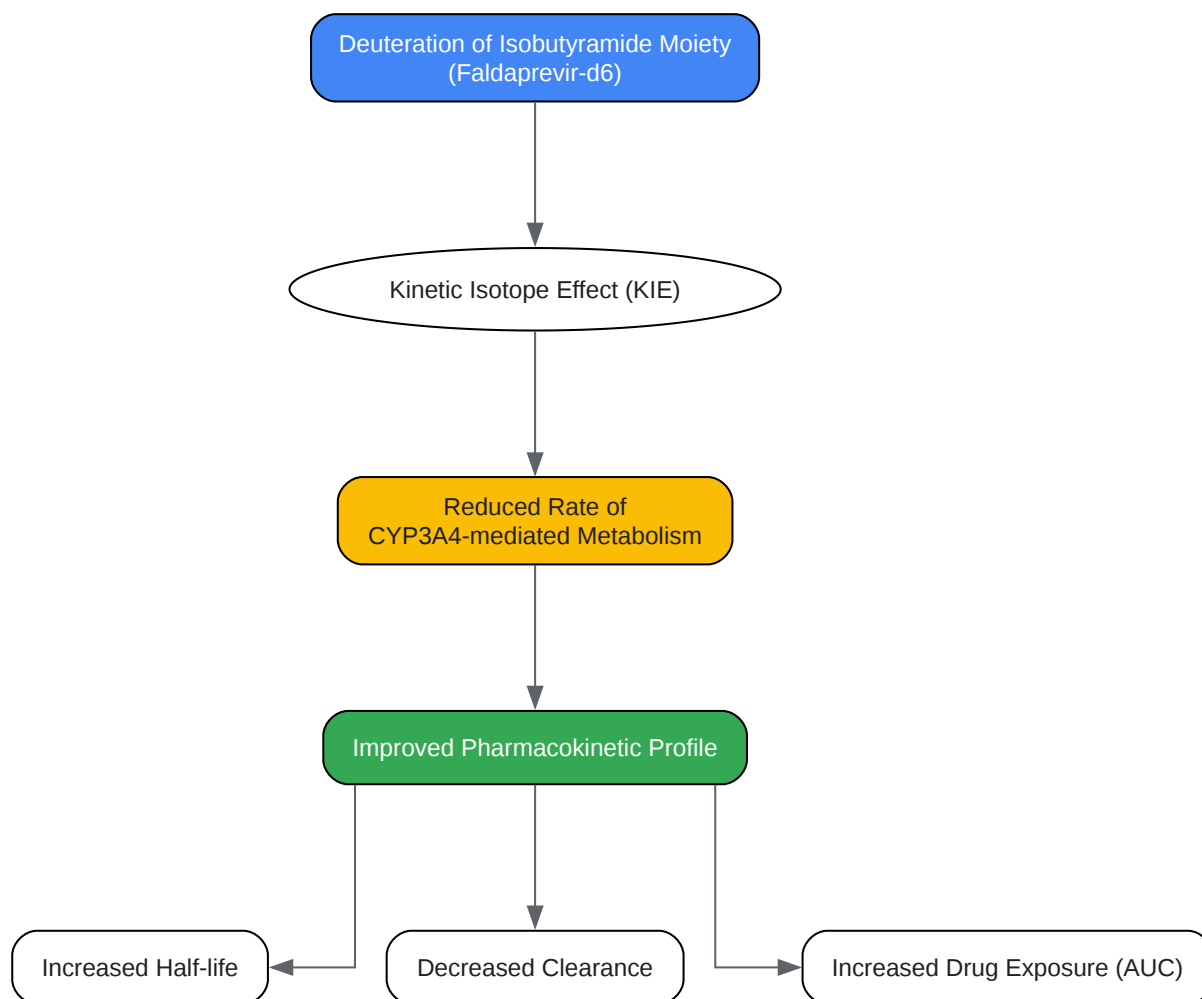 Deuteration of Isobutyramide Moiety
(Faldaprevir-d6)
Kinetic Isotope Effect (KIE)
Reduced Rate of
CYP3A4-mediated Metabolism
Improved Pharmacokinetic Profile
Increased Half-life
Decreased Clearance
Increased Drug Exposure (AUC)